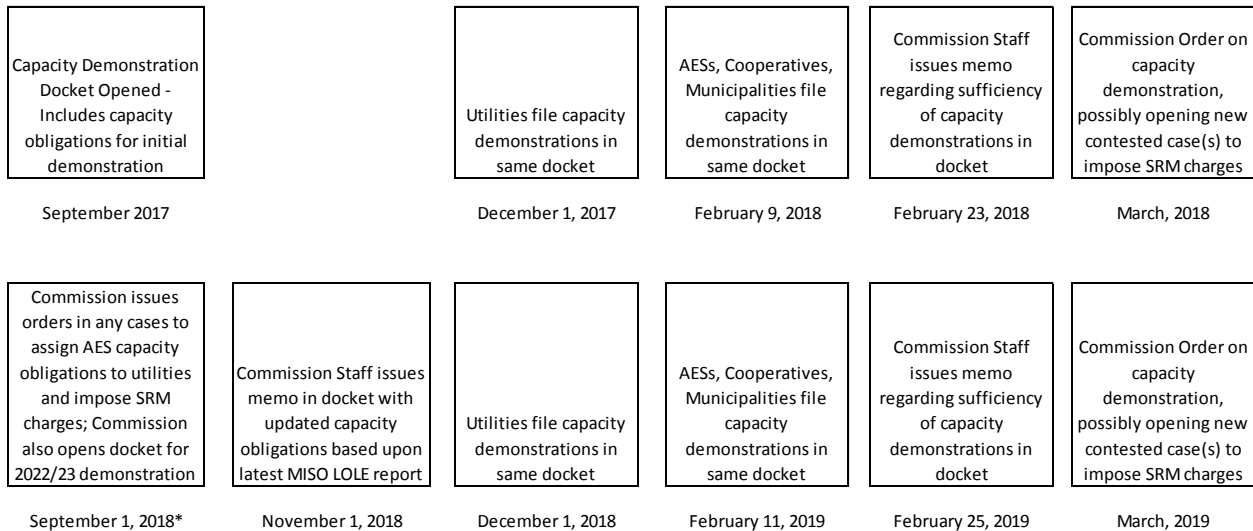 Capacity Demonstration
Docket Opened -
Includes capacity
obligations for initial
demonstration
Utilities file capacity
demonstrations in
same docket
AESs, Cooperatives,
Municipalities file
capacity
demonstrations in
same docket
Commission Staff
issues memo
regarding sufficiency
of capacity
demonstrations in
docket
Commission Order on
capacity
demonstration,
possibly opening new
contested case(s) to
impose SRM charges
September 2017
December 1, 2017
February 9, 2018
February 23, 2018
March, 2018
Commission issues
orders in any cases to
assign AES capacity
obligations to utilities
and impose SRM
charges; Commission
also opens docket for
2022/23 demonstration
Commission Staff issues
memo in docket with
updated capacity
obligations based upon
latest MISO LOLE report
Utilities file capacity
demonstrations in
same docket
AESs, Cooperatives,
Municipalities file
capacity
demonstrations in
same docket
Commission Staff
issues memo
regarding sufficiency
of capacity
demonstrations in
docket
Commission Order on
capacity
demonstration,
possibly opening new
contested case(s) to
impose SRM charges
September 1, 2018*
November 1, 2018
December 1, 2018
February 11, 2019
February 25, 2019
March, 2019